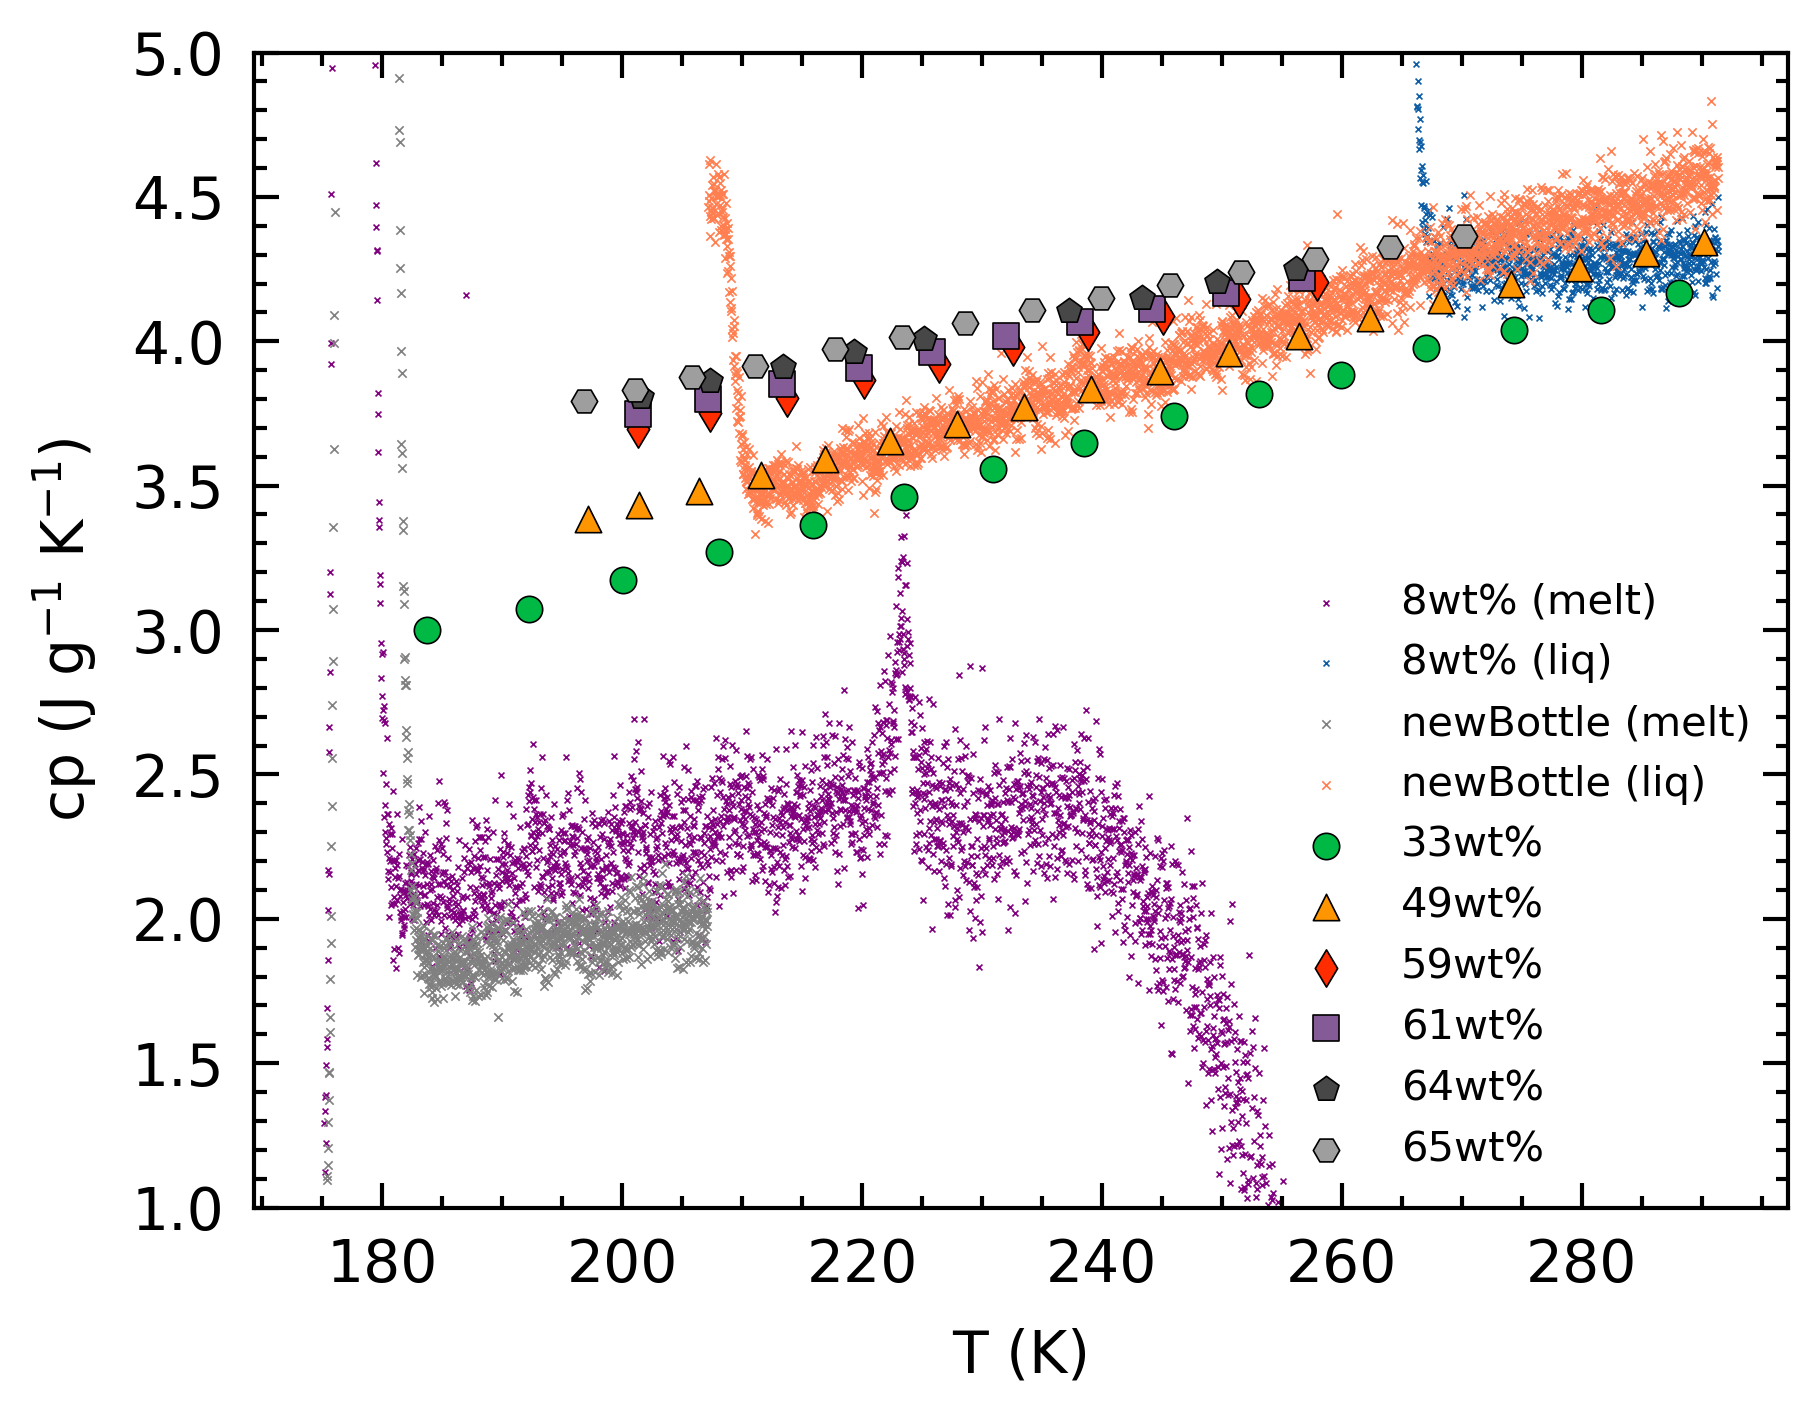 5.0
4.5
4.0
3.5
3.0
2.5
2.0
1.5
1.0
cp (J g⁻¹ K⁻¹)
8wt% (melt)
8wt% (liq)
newBottle (melt)
newBottle (liq)
33wt%
49wt%
59wt%
61wt%
64wt%
65wt%
180 200 220 240 260 280
T (K)